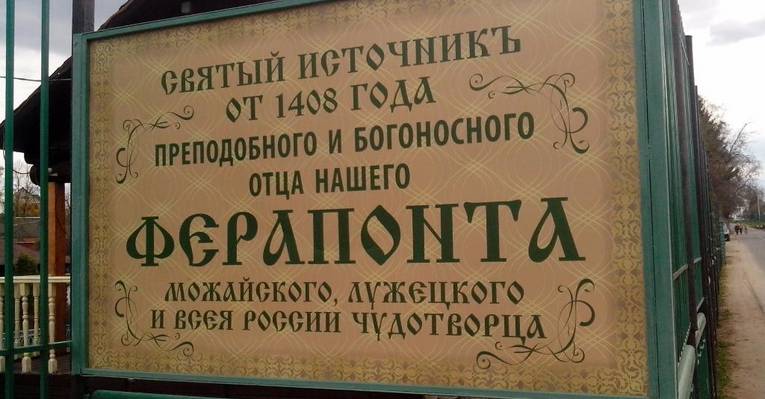 СВЯТЫЙ ИСТОЧНИКЪ
ОТ 1408 ГОДА
ПРЕПОДОБНОГО И БОГОНОСНОГО
ОТЦА НАШЕГО
ФЕРАПОНТА
МОЖАЙСКОГО, ЛУЖЕЦКОГО
И ВСЕЯ РОССИИ ЧУДОТВОРЦА